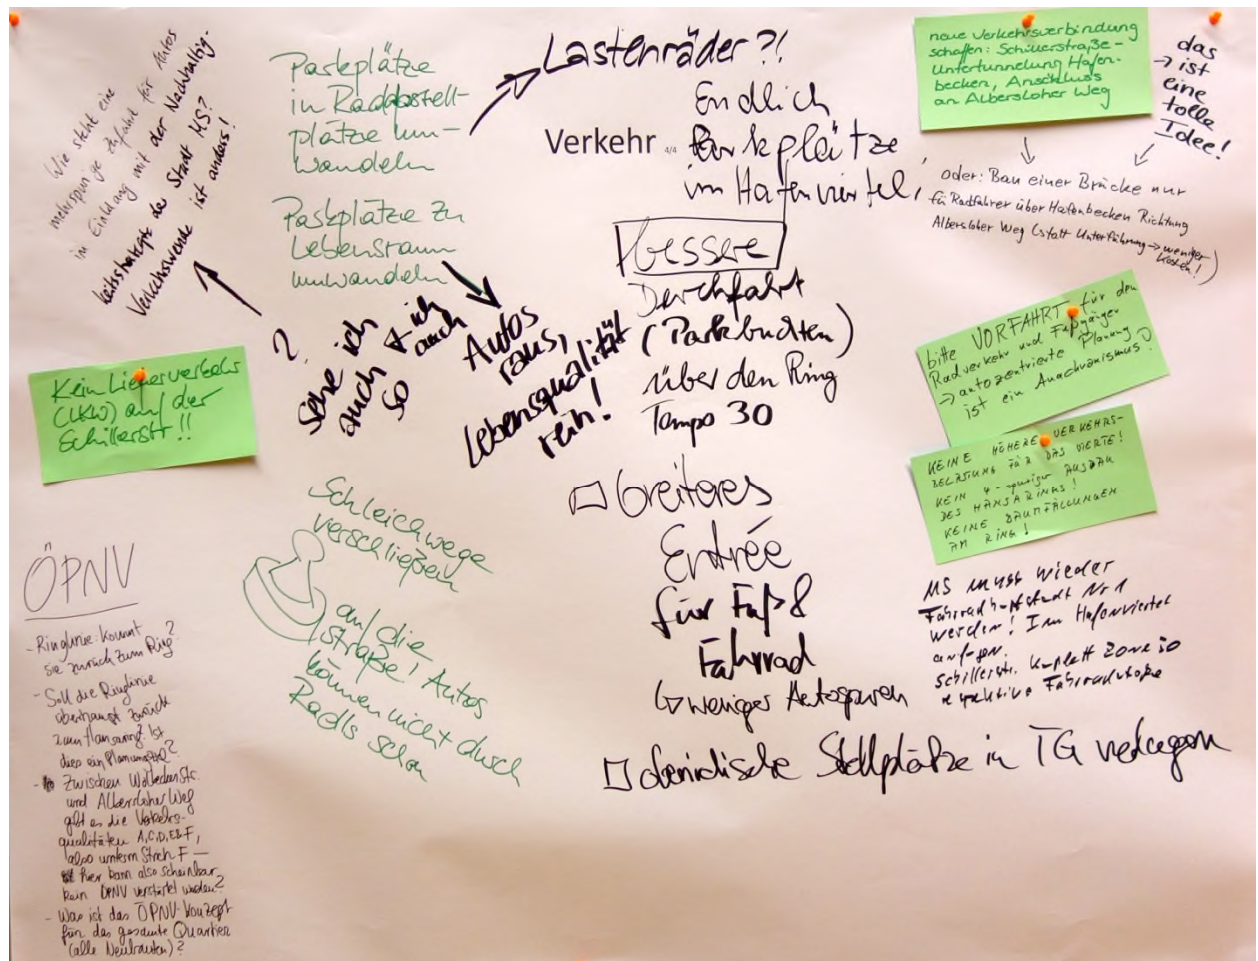 Wie steht eine
mehrspurige Zufahrt für Autos
im Einklang mit der Nachhaltig-
keitsstrategie der Stadt MS?
Verkehrswende ist anders!
Parkplätze
in Radabstell-
plätze um-
wandeln
Parkplätze zu
Lebensraum
umwandeln
Lastenräder?!
Verkehr 4/4
Endlich
Parkplätze
im Hafenviertel,
bessere
Durchfahrt
(Parkbuchten)
über den Ring
Tempo 30
neue Verkehrsverbindung
schaffen: Schillerstraße-
Untertunnelung Hafen-
becken, Anschluss
an Albersloher Weg
das
→ ist
eine
tolle
Idee!
oder: Bau einer Brücke nur
für Radfahrer über Hafenbecken Richtung
Albersloher Weg (statt Unterführung → weniger
Kosten!)
?
sehe ich
auch
so
← ich
auch
Autos
raus,
Lebensqualität
rein!
Kein Lieferverkehr
(LKW) auf der
Schillerstr!!
bitte VORFAHRT für den
Radverkehr und Fußgänger
→ autozentrierte Planung
ist ein Anachronismus!
KEINE HÖHERE VERKEHRS-
BELASTUNG FÜR DAS VIERTEL!
KEIN 4-spuriger AUSBAU
DES HANSARINGS!
KEINE BAUMFÄLLUNGEN
AM RING!
MS muss wieder
Fahrradhauptstadt Nr 1
werden! Im Hafenviertel
anfangen.
Schillerstr. komplett Zone 30
Schleichwege
verschließen
auf die
Straße! Autos
können nicht durch
Radls schon
□ breiteres
Entrée
für Fuß &
Fahrrad
↳ weniger Autospuren
□ oberirdische Stellplätze in TG verlagern
ÖPNV
- Ringlinie: Kommt
sie zurück zum Ring?
- Soll die Ringlinie
überhaupt zurück
zum Hansaring? Ist
dies ein Planungsziel?
- Zwischen Wolbecker Str.
und Albersloher Weg
gibt es die Verkehrs-
qualitäten A,C,D,E&F,
also unterm Strich F —
hier kann also scheinbar
kein ÖPNV verstärkt werden?
- Was ist das ÖPNV-Konzept
für das gesamte Quartier
(alle Neubauten)?